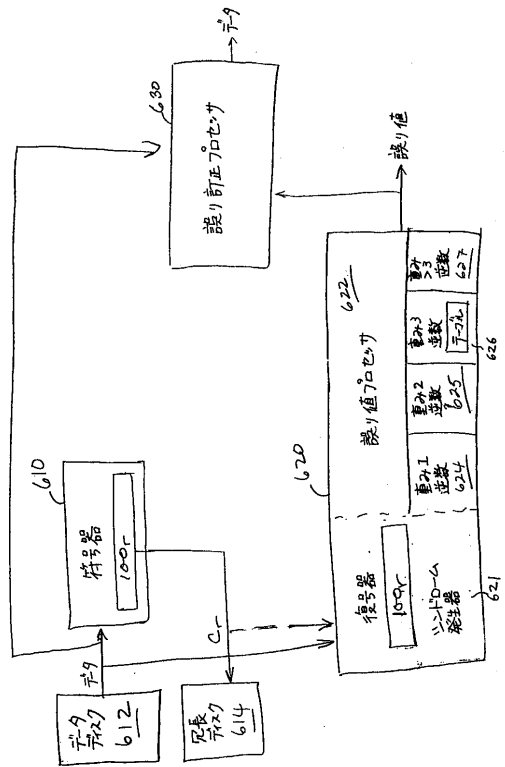 データ
ディスク
612
冗長
ディスク
614
データ
Cr
610
符号器
100r
620
復号器
100r
シンドローム
発生器
621
誤り値プロセッサ
622
重み1
逆数
624
重み2
逆数
625
重み3
逆数
テーブル
626
重み
>3
逆数
627
誤り値
630
誤り訂正プロセッサ
データ